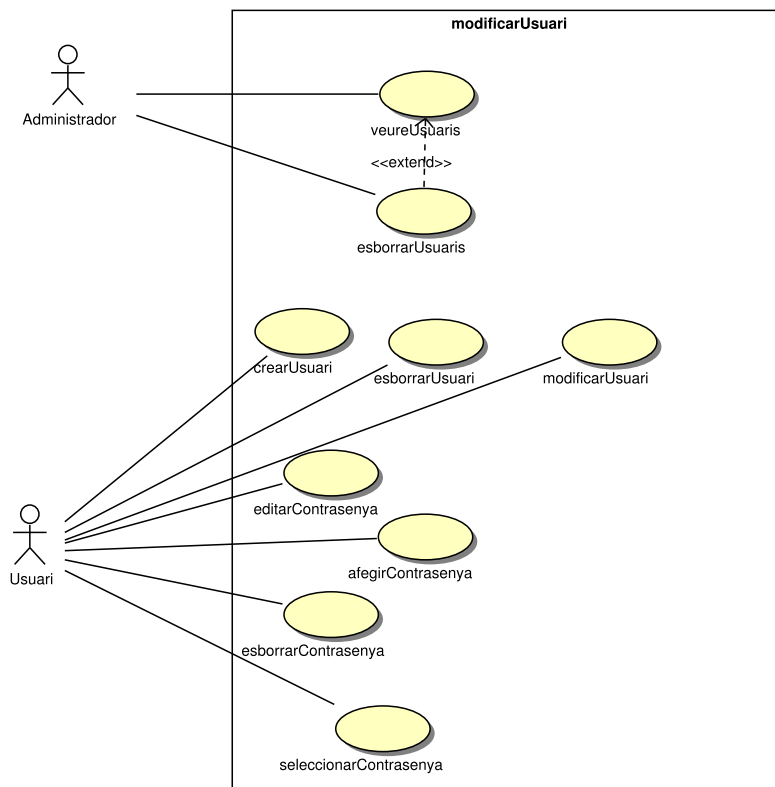 modificarUsuari
Administrador
veureUsuaris
<<extend>>
esborrarUsuaris
crearUsuari
esborrarUsuari
modificarUsuari
editarContrasenya
afegirContrasenya
Usuari
esborrarContrasenya
seleccionarContrasenya